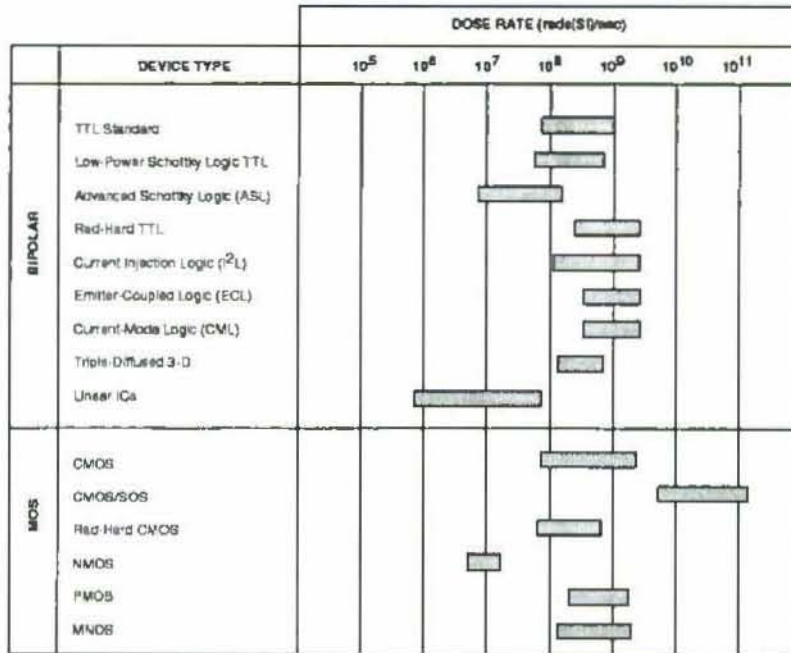 DOSE RATE (rads(SI)/sec)
DEVICE TYPE 10^5 10^6 10^7 10^8 10^9 10^10 10^11
BIPOLAR
TTL Standard
Low-Power Schottky Logic TTL
Advanced Schottky Logic (ASL)
Rad-Hard TTL
Current Injection Logic (I^2L)
Emitter-Coupled Logic (ECL)
Current-Mode Logic (CML)
Triple-Diffused 3-D
Linear ICs
MOS
CMOS
CMOS/SOS
Rad-Hard CMOS
NMOS
PMOS
MNOS